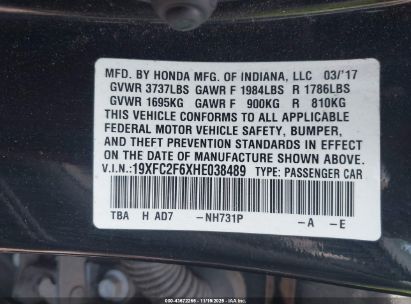 MFD. BY HONDA MFG. OF INDIANA, LLC 03/'17
GVWR 3737LBS GAWR F 1984LBS R 1786LBS
GVWR 1695KG GAWR F 900KG R 810KG
THIS VEHICLE CONFORMS TO ALL APPLICABLE
FEDERAL MOTOR VEHICLE SAFETY, BUMPER,
AND THEFT PREVENTION STANDARDS IN EFFECT
ON THE DATE OF MANUFACTURE SHOWN ABOVE.
V.I.N.:19XFC2F6XHE038489 TYPE: PASSENGER CAR
TBA H AD7 -NH731P -A -E